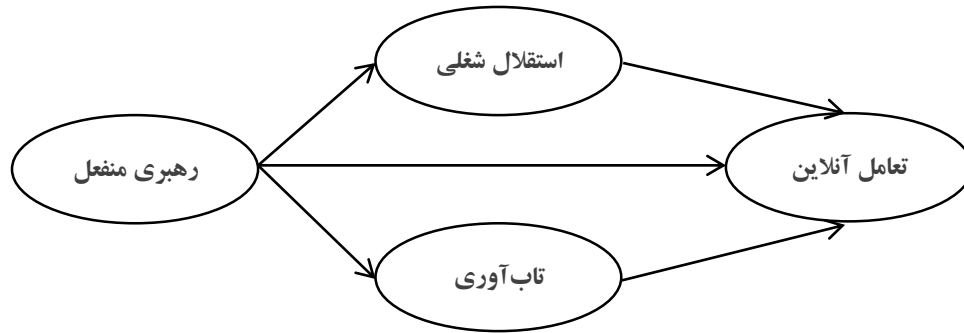 استقلال شغلی
رهبری منفعل
تعامل آنلاین
تاب‌آوری